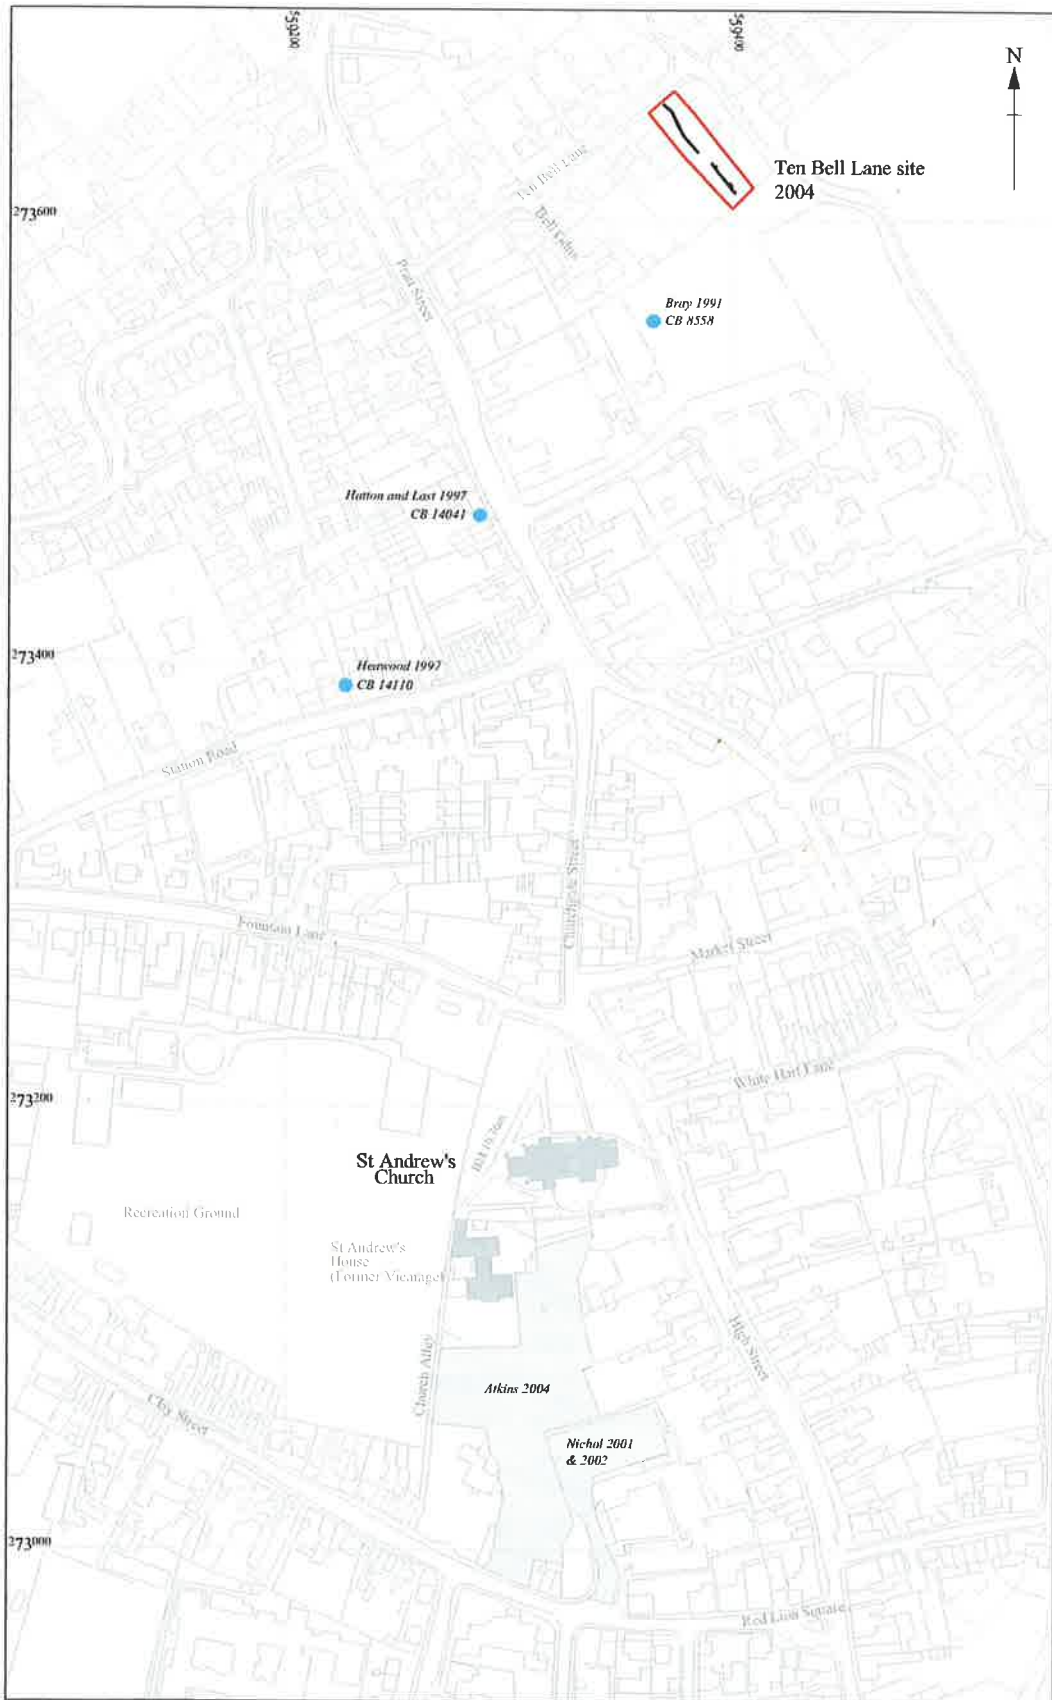 559200
559400
N
Ten Bell Lane site
2004
Ten Bell Lane
273600
Pratt Street
Bray 1991
CB 8558
Hatton and Last 1997
CB 14041
273400
Heawood 1997
CB 14110
Station Road
Churchgate Street
Fountain Lane
Market Street
White Hart Lane
273200
St Andrew's
Church
Recreation Ground
St Andrew's
House
(Former Vicarage)
High Street
Church Alley
Atkins 2004
Clay Street
Nichol 2001
& 2002
273000
Red Lion Square